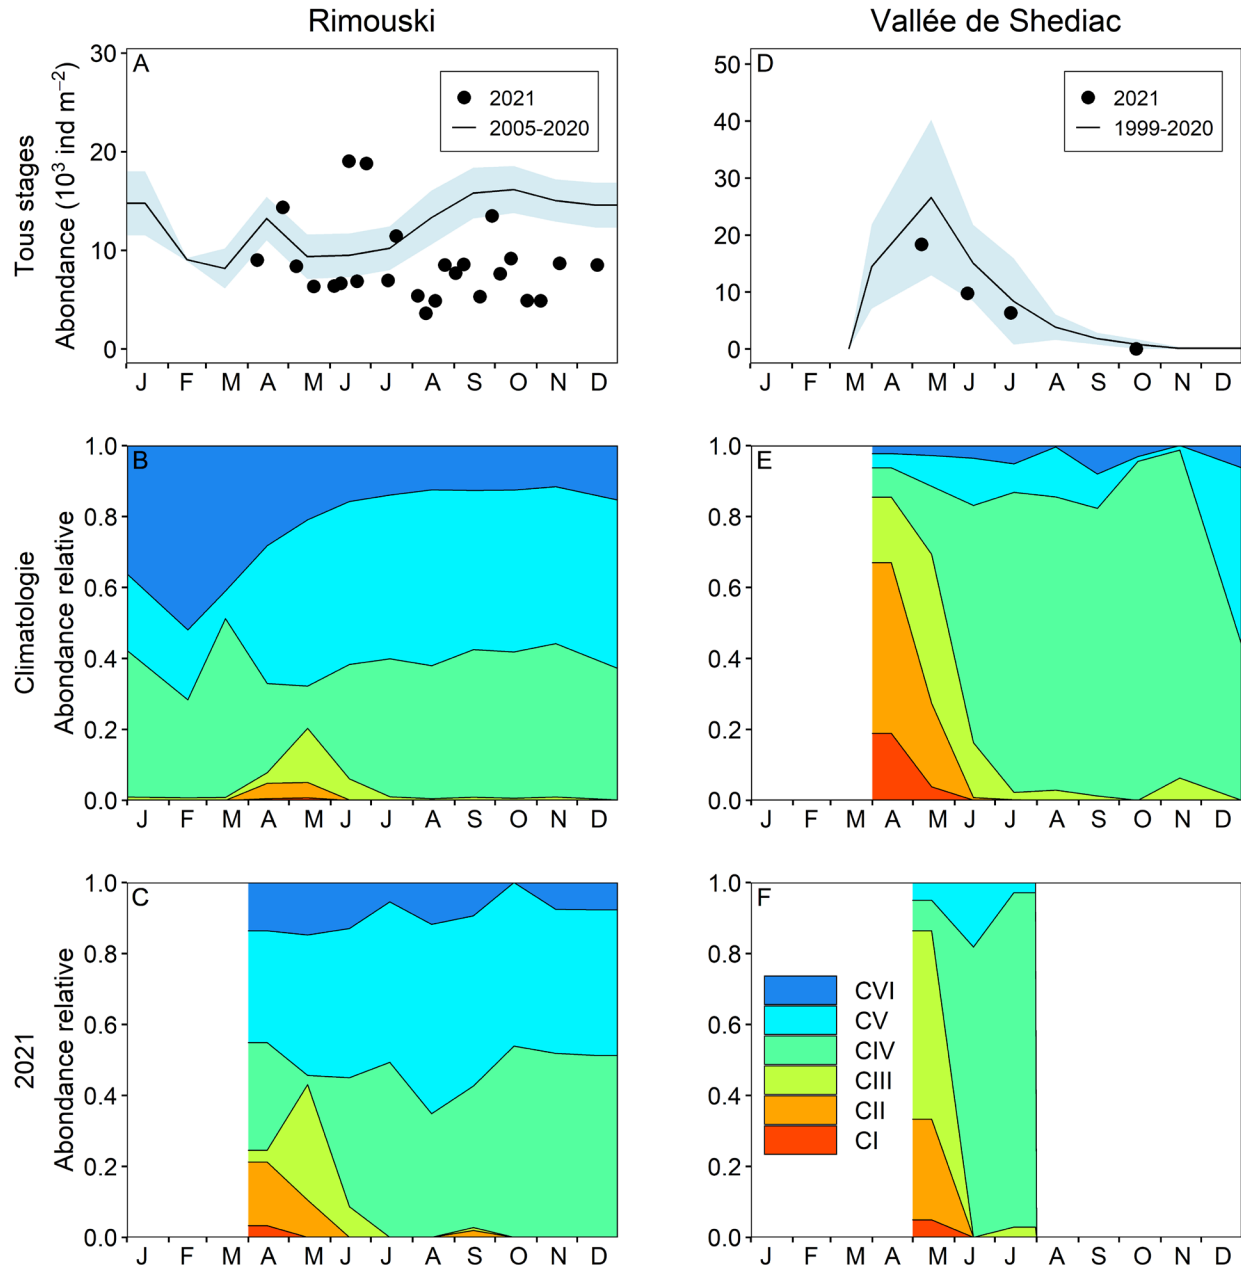 Rimouski
Vallée de Shediac
Tous stages
Abondance (10³ ind m⁻²)
A
30
20
10
0
2021
2005-2020
J F M A M J J A S O N D
D
50
40
30
20
10
0
2021
1999-2020
J F M A M J J A S O N D
Climatologie
Abondance relative
B
1.0
0.8
0.6
0.4
0.2
0.0
J F M A M J J A S O N D
E
1.0
0.8
0.6
0.4
0.2
0.0
J F M A M J J A S O N D
2021
Abondance relative
C
1.0
0.8
0.6
0.4
0.2
0.0
J F M A M J J A S O N D
F
1.0
0.8
0.6
0.4
0.2
0.0
CVI
CV
CIV
CIII
CII
CI
J F M A M J J A S O N D